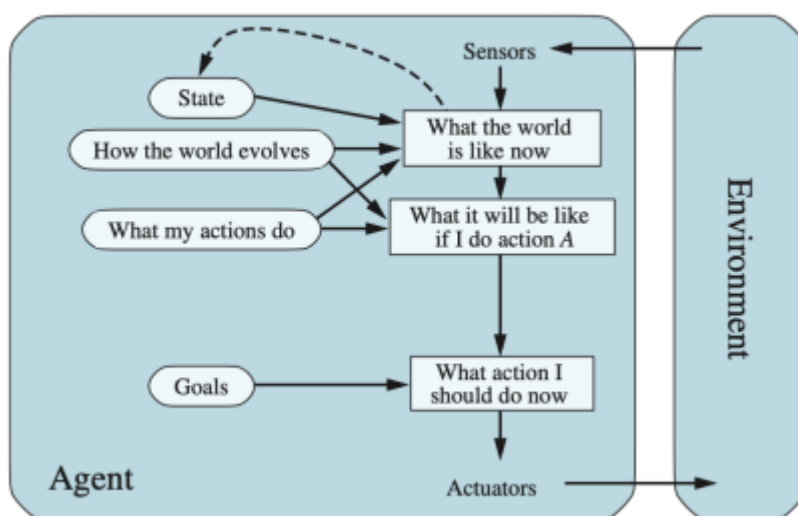 Sensors
State
What the world
is like now
How the world evolves
What it will be like
if I do action A
What my actions do
Environment
What action I
should do now
Goals
Agent
Actuators